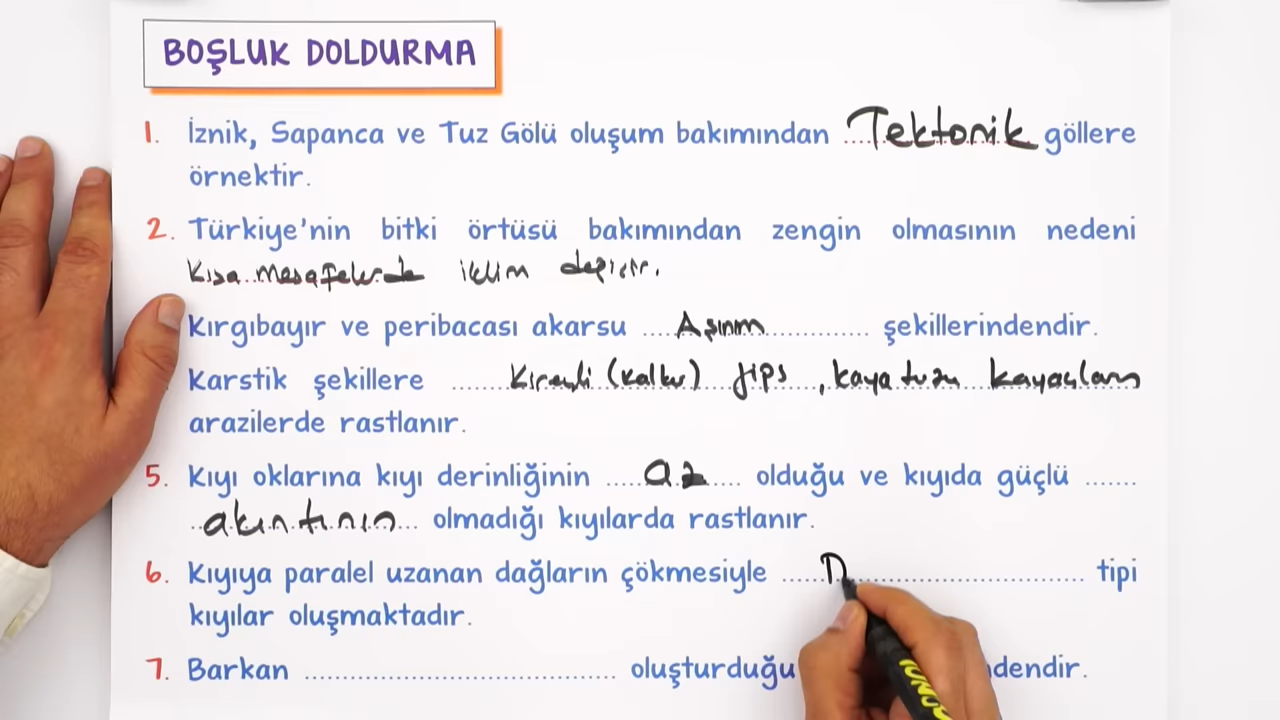 BOŞLUK DOLDURMA
1. İznik, Sapanca ve Tuz Gölü oluşum bakımından Tektonik göllere
örnektir.
2. Türkiye'nin bitki örtüsü bakımından zengin olmasının nedeni
Kısa mesafelerde iklim değişir.
Kırgıbayır ve peribacası akarsu Aşınım şekillerindendir.
Karstik şekillere Kireçli (kalker) jips, kayatuzu kayaçların
arazilerde rastlanır.
5. Kıyı oklarına kıyı derinliğinin az olduğu ve kıyıda güçlü
akıntının olmadığı kıyılarda rastlanır.
6. Kıyıya paralel uzanan dağların çökmesiyle D tipi
kıyılar oluşmaktadır.
7. Barkan oluşturduğu dendir.